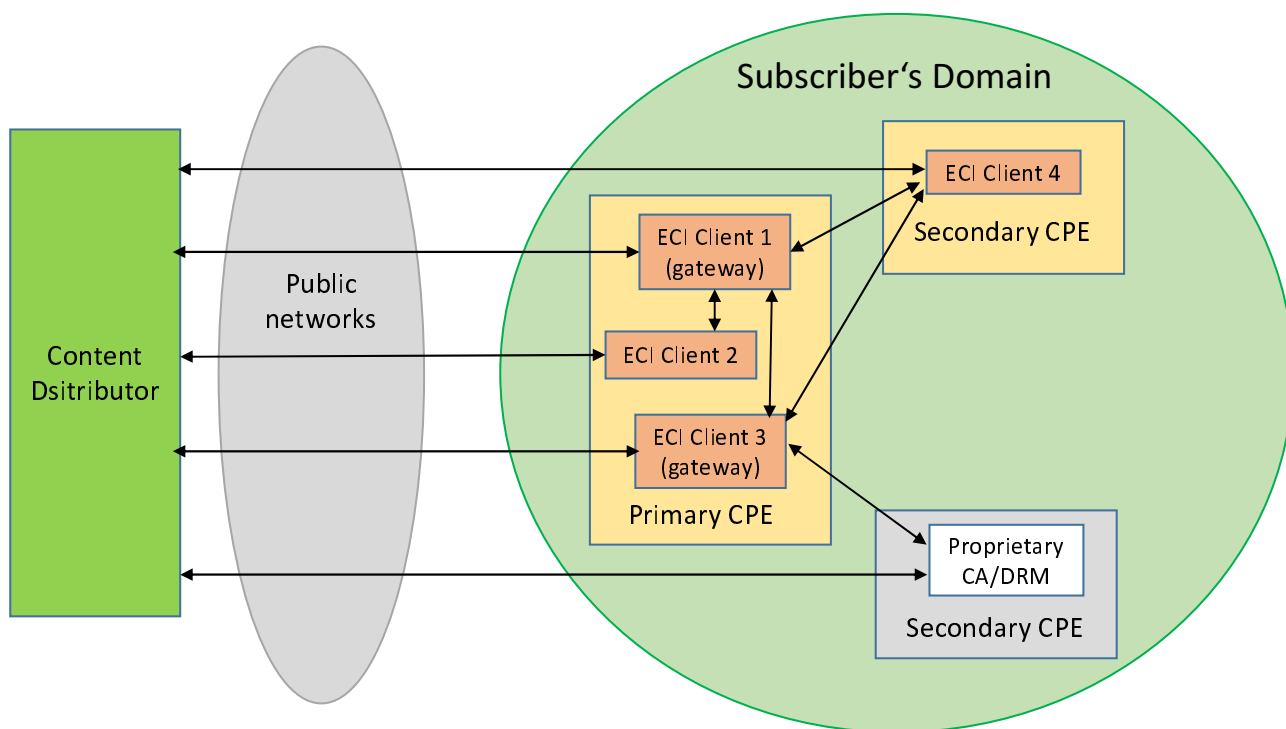 Subscriber‘s Domain
ECI Client 4
Secondary CPE
ECI Client 1
(gateway)
Public
networks
ECI Client 2
Content
Dsitributor
ECI Client 3
(gateway)
Primary CPE
Proprietary
CA/DRM
Secondary CPE